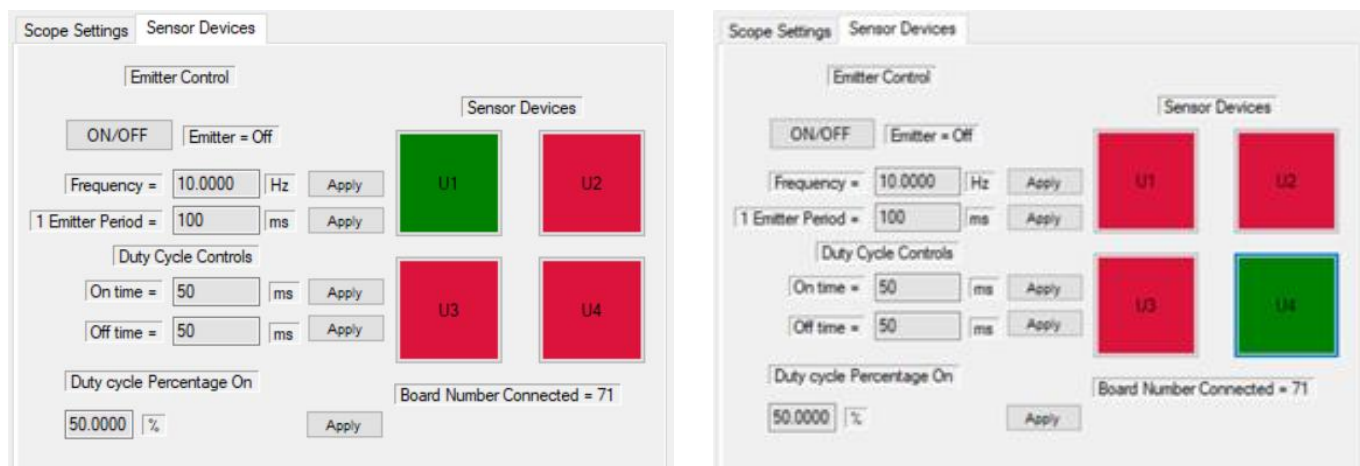 Scope Settings Sensor Devices
Emitter Control
Sensor Devices
ON/OFF Emitter = Off
Frequency = 10.0000 Hz Apply
U1 U2
1 Emitter Period = 100 ms Apply
Duty Cycle Controls
On time = 50 ms Apply
U3 U4
Off time = 50 ms Apply
Duty cycle Percentage On
Board Number Connected = 71
50.0000 % Apply
Scope Settings Sensor Devices
Emitter Control
Sensor Devices
ON/OFF Emitter = Off
Frequency = 10.0000 Hz Apply
U1 U2
1 Emitter Period = 100 ms Apply
Duty Cycle Controls
On time = 50 ms Apply
U3 U4
Off time = 50 ms Apply
Duty cycle Percentage On
Board Number Connected = 71
50.0000 % Apply